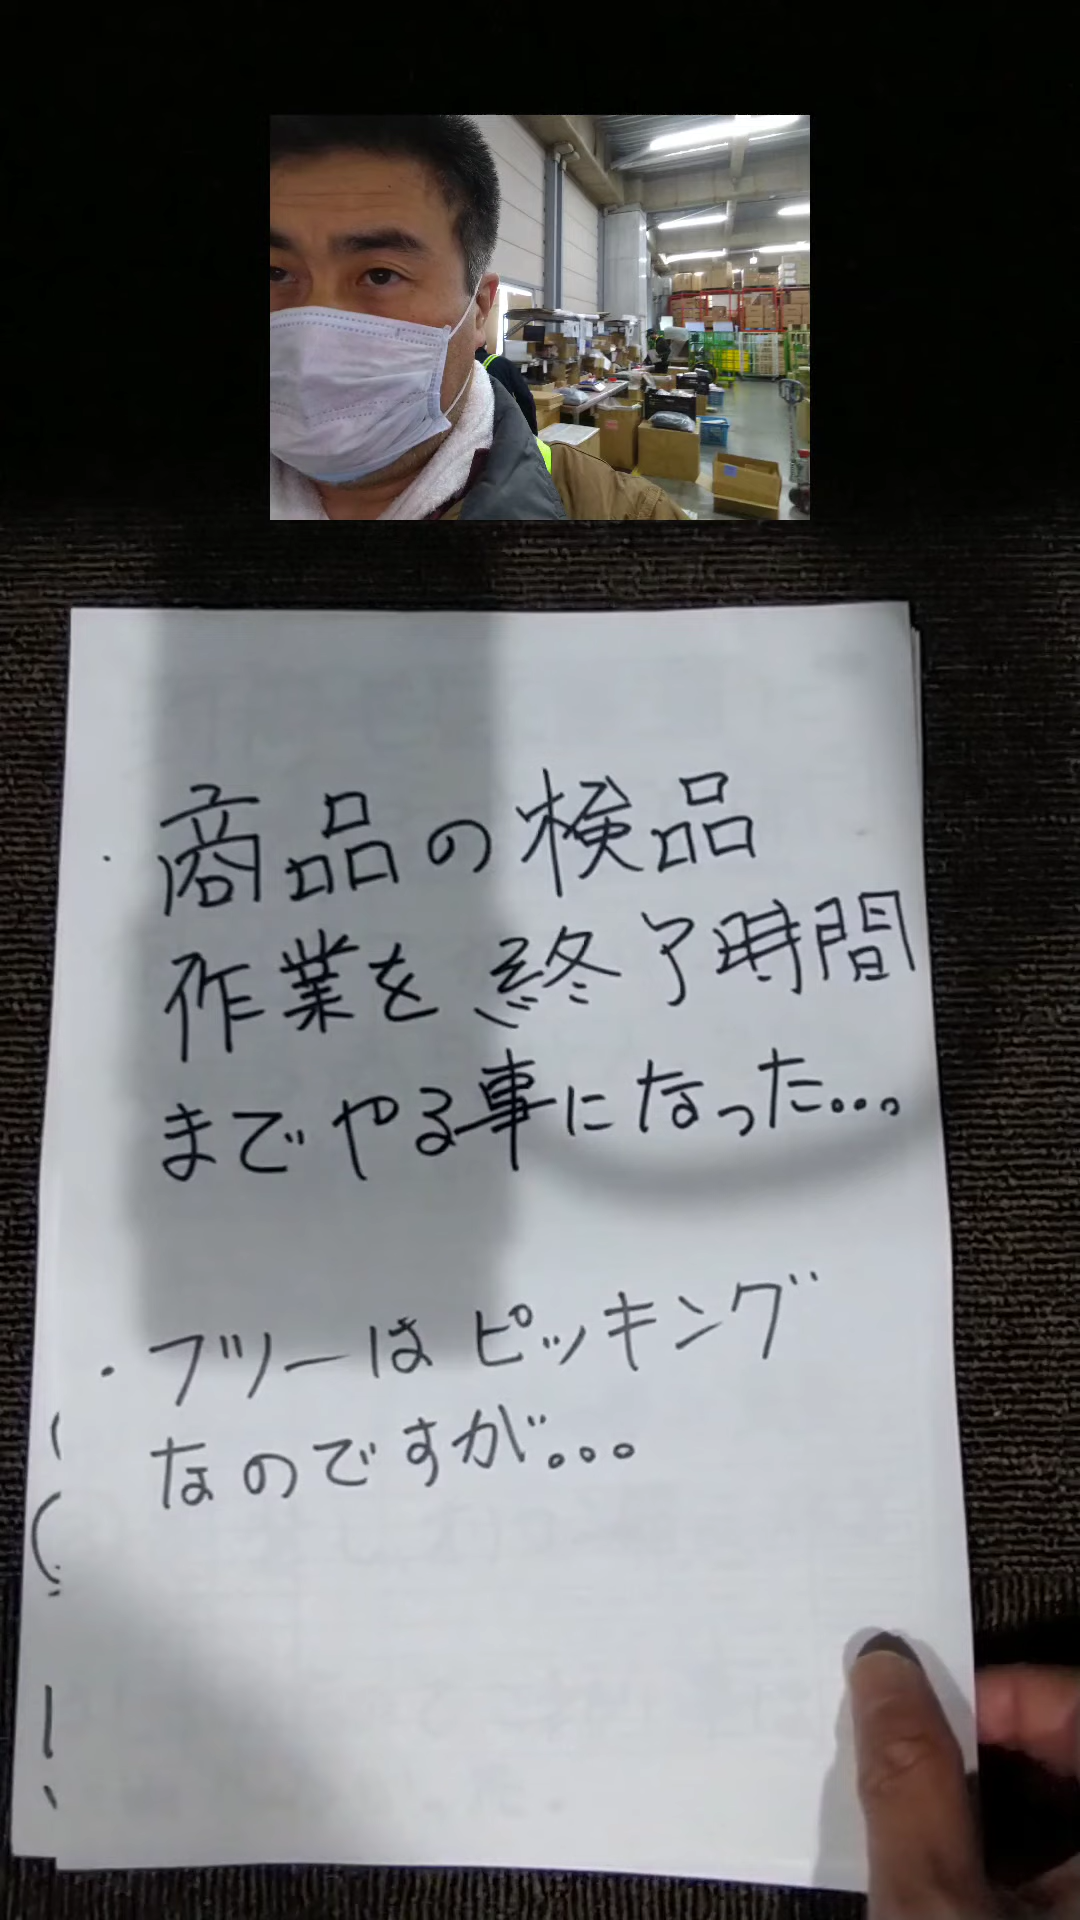 ・商品の検品
作業を終了時間
までやる事になった...
・フツーはピッキング
なのですが...